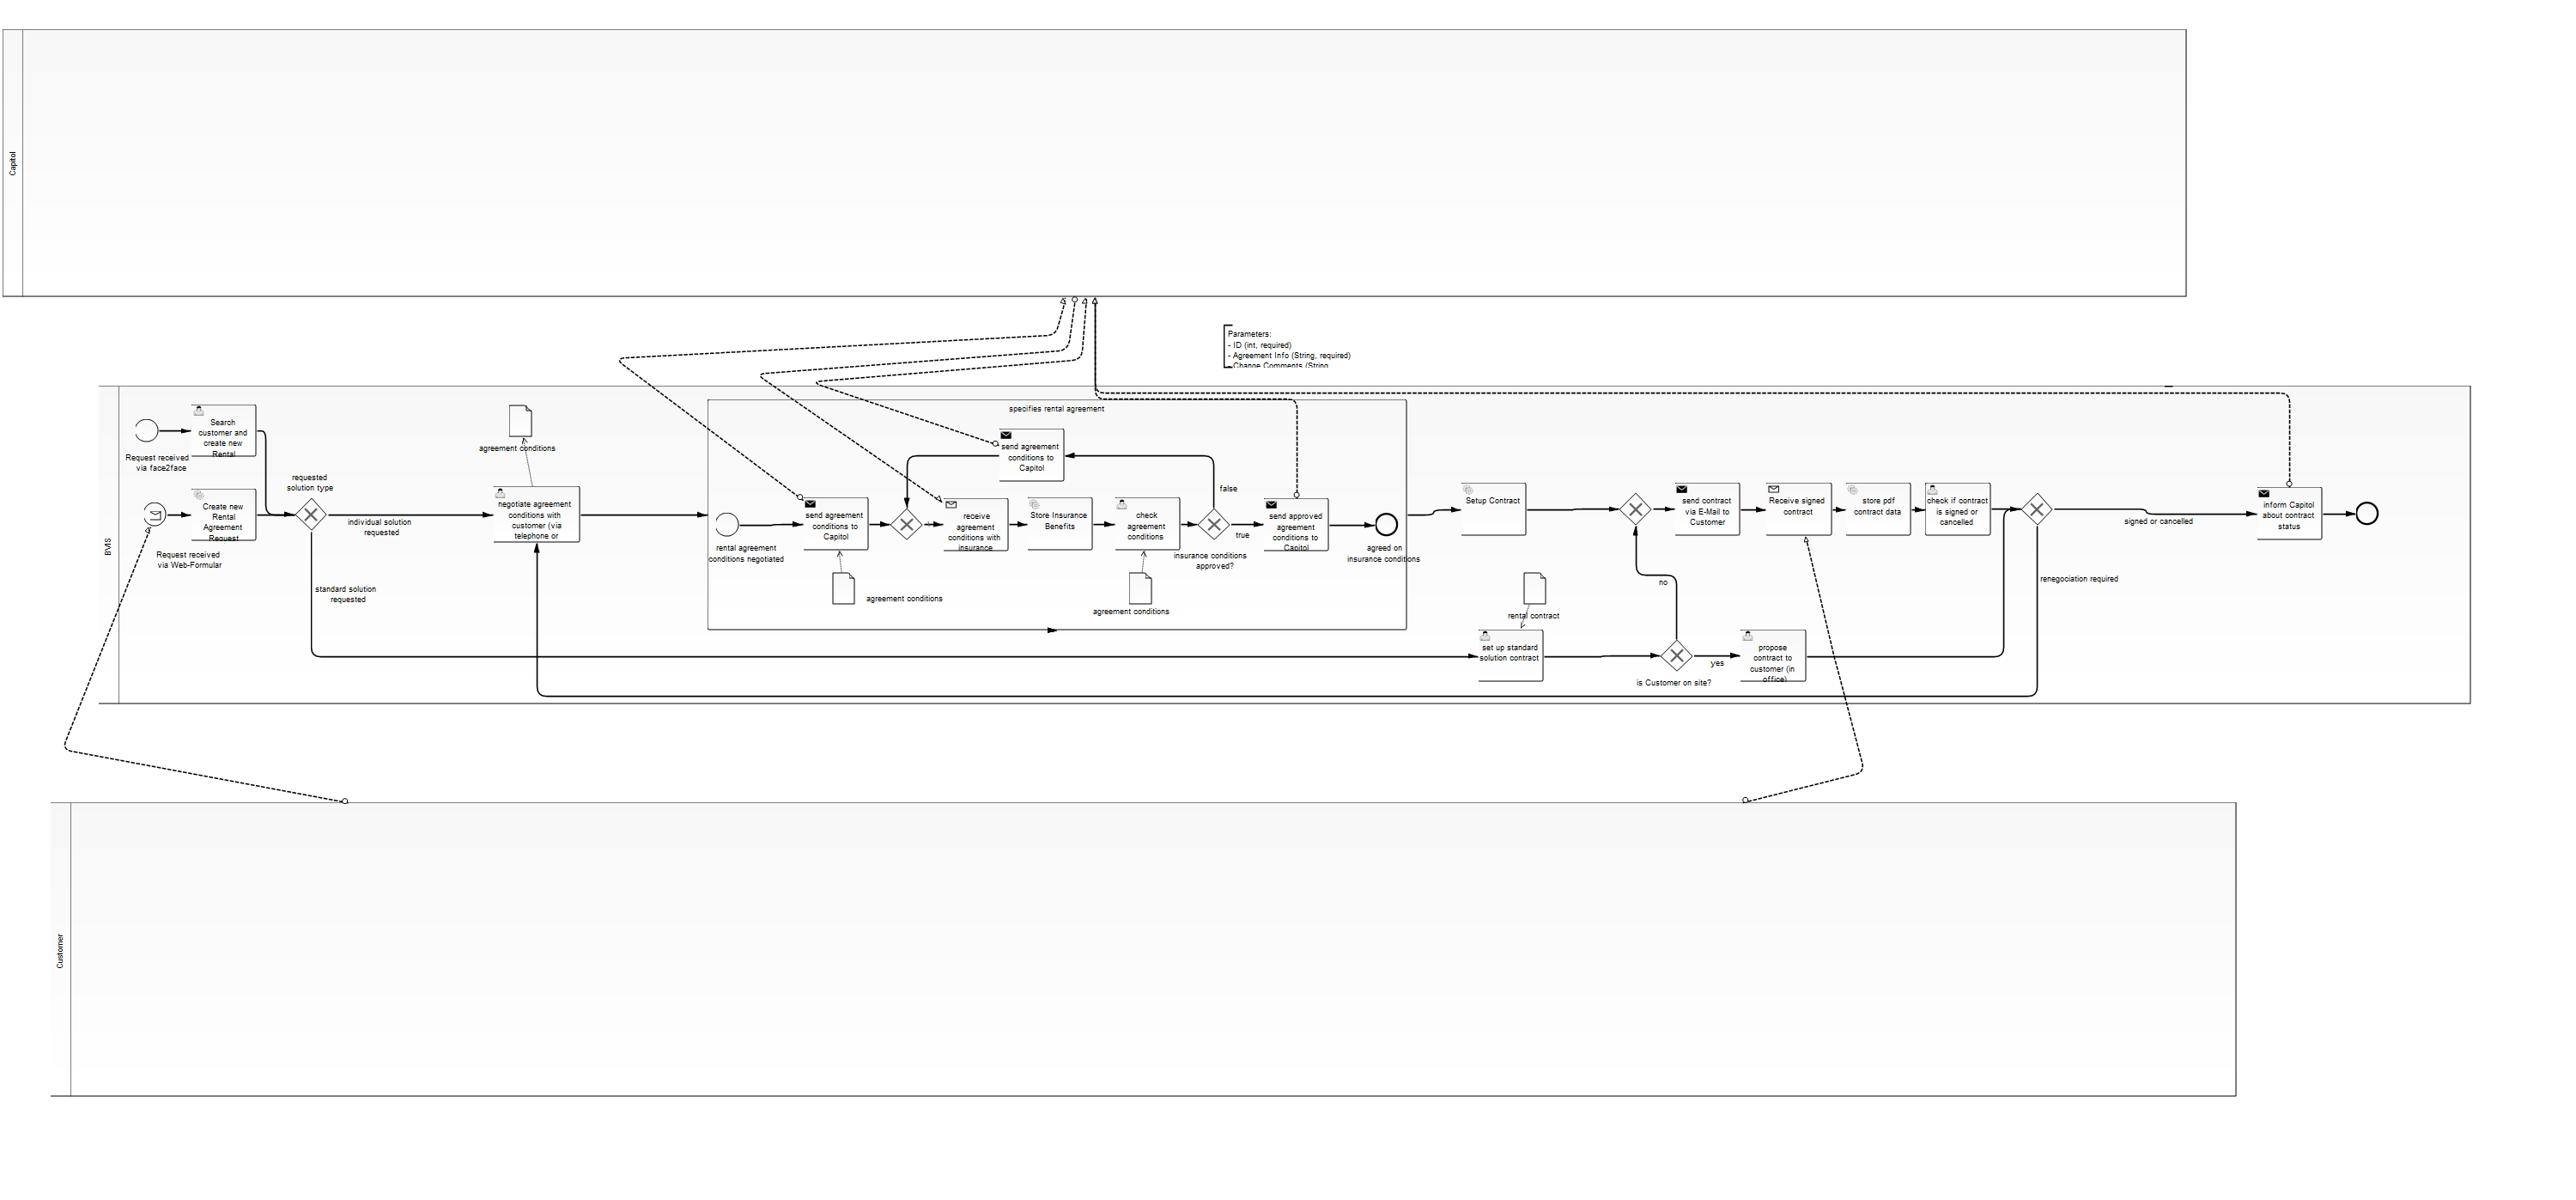 Capitol
Parameters:
- ID (int, required)
- Agreement Info (String, required)
- Change Comments (String
BVIS
Request received
via face2face
Search
customer and
create new
Rental
Request received
via Web-Formular
Create new
Rental
Agreement
Request
requested
solution type
individual solution
requested
standard solution
requested
agreement conditions
negotiate agreement
conditions with
customer (via
telephone or
specifies rental agreement
rental agreement
conditions negotiated
send agreement
conditions to
Capitol
agreement conditions
send agreement
conditions to
Capitol
receive
agreement
conditions with
insurance
Store Insurance
Benefits
check
agreement
conditions
agreement conditions
false
true
insurance conditions
approved?
send approved
agreement
conditions to
Capitol
agreed on
insurance conditions
Setup Contract
rental contract
set up standard
solution contract
no
yes
is Customer on site?
propose
contract to
customer (in
office)
send contract
via E-Mail to
Customer
Receive signed
contract
store pdf
contract data
check if contract
is signed or
cancelled
renegociation required
signed or cancelled
inform Capitol
about contract
status
Customer